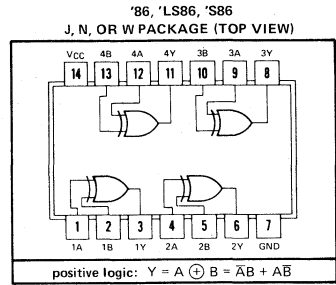 '86, 'LS86, 'S86
J, N, OR W PACKAGE (TOP VIEW)
VCC 4B 4A 4Y 3B 3A 3Y
14 13 12 11 10 9 8
1 2 3 4 5 6 7
1A 1B 1Y 2A 2B 2Y GND
positive logic: Y = A ⊕ B = A̅B + AB̅